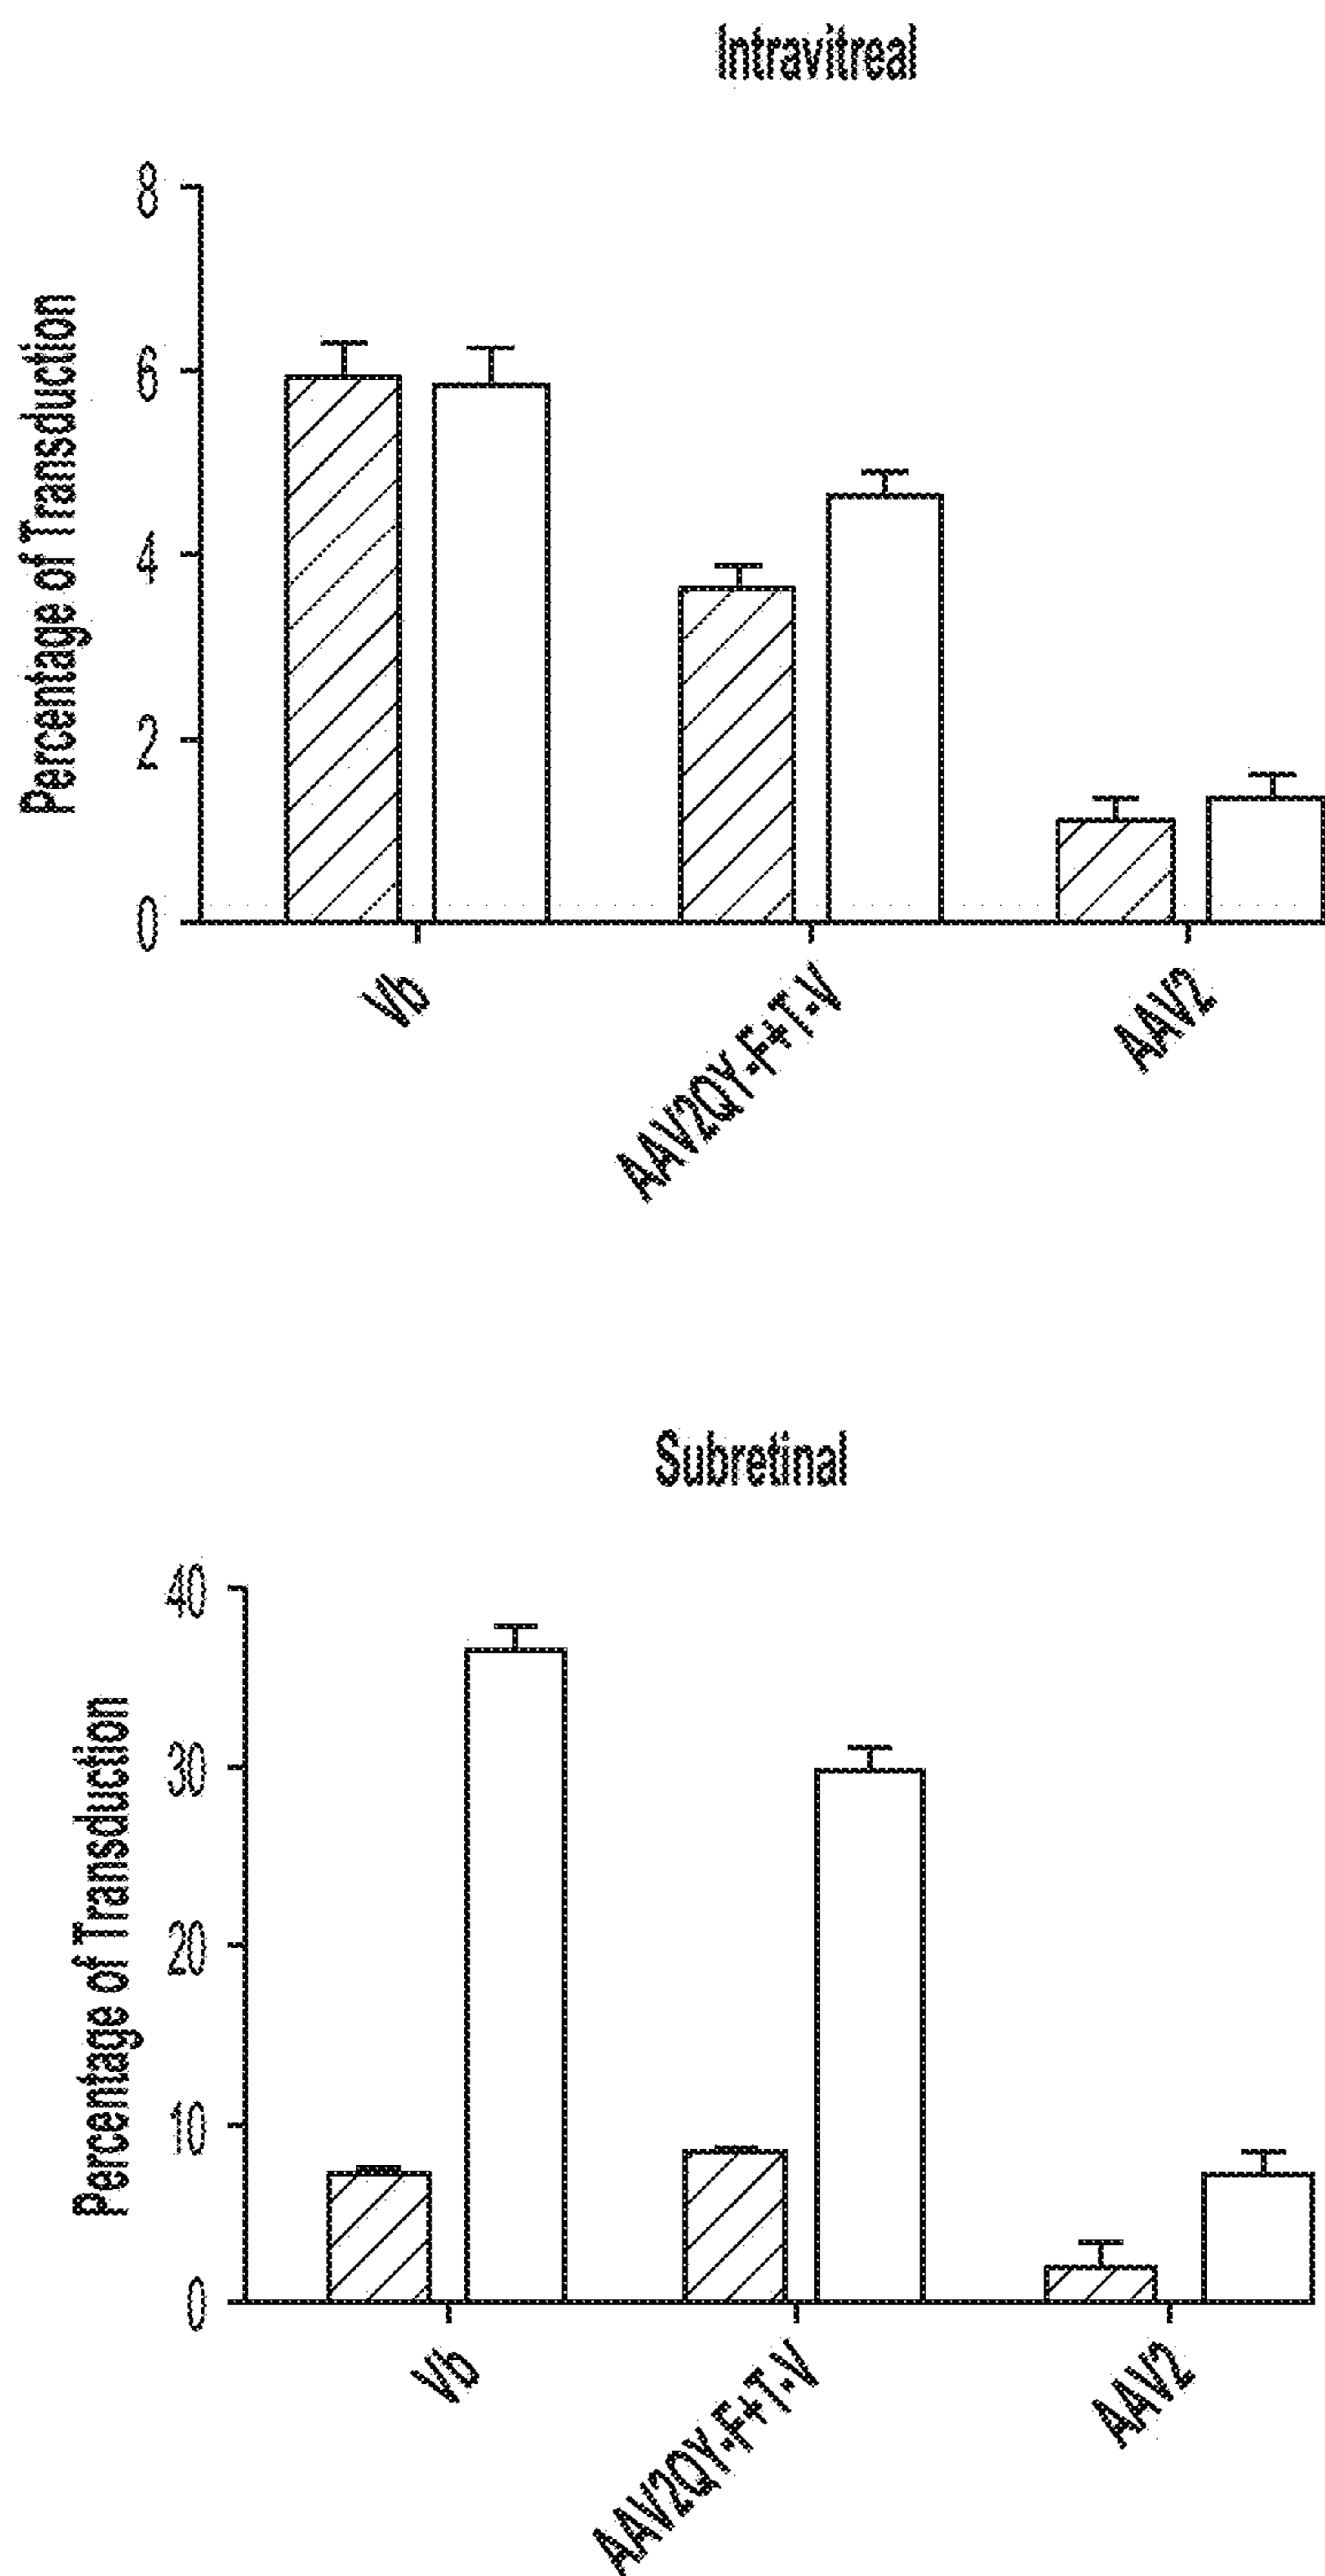 Intravitreal
Percentage of Transduction
8
6
4
2
0
Vb
AAV2QY-F+T-V
AAV2
Subretinal
Percentage of Transduction
40
30
20
10
0
Vb
AAV2QY-F+T-V
AAV2